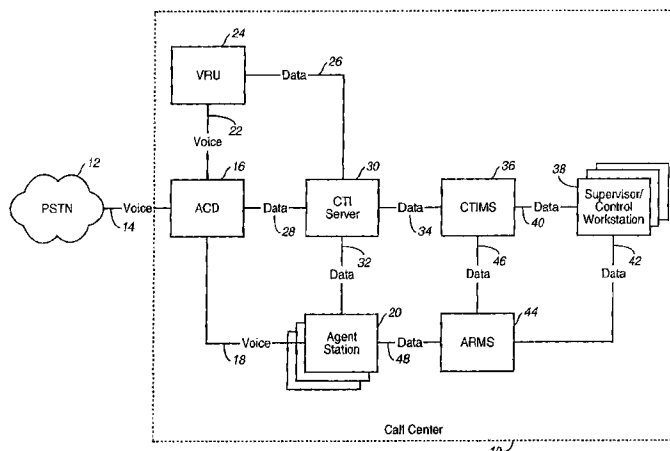 24
VRU
Data
26
22
Voice
12
PSTN
Voice
14
16
ACD
Data
28
30
CTI
Server
Data
34
36
CTIMS
Data
40
38
Supervisor/
Control
Workstation
32
Data
46
Data
42
Data
20
Agent
Station
Voice
18
Data
48
44
ARMS
Call Center
10